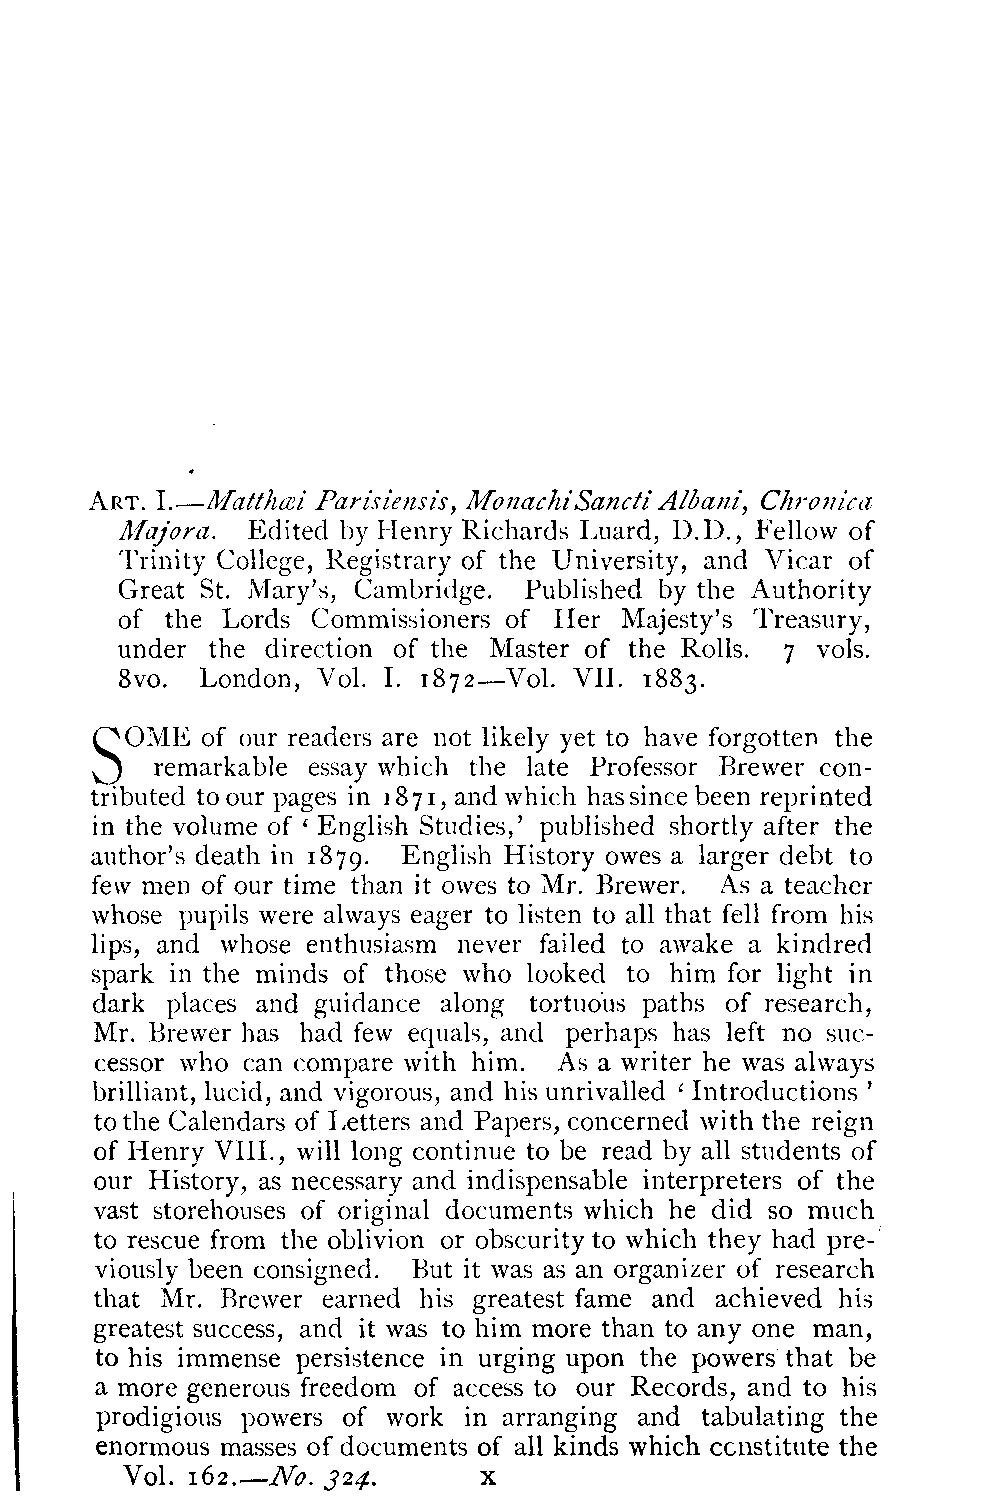 ART. I.—Matthæi Parisiensis, Monachi Sancti Albani, Chronica
Majora. Edited by Henry Richards Luard, D.D., Fellow of
Trinity College, Registrary of the University, and Vicar of
Great St. Mary's, Cambridge. Published by the Authority
of the Lords Commissioners of Her Majesty's Treasury,
under the direction of the Master of the Rolls. 7 vols.
8vo. London, Vol. I. 1872—Vol. VII. 1883.
SOME of our readers are not likely yet to have forgotten the
remarkable essay which the late Professor Brewer con-
tributed to our pages in 1871, and which has since been reprinted
in the volume of ‘English Studies,’ published shortly after the
author's death in 1879. English History owes a larger debt to
few men of our time than it owes to Mr. Brewer. As a teacher
whose pupils were always eager to listen to all that fell from his
lips, and whose enthusiasm never failed to awake a kindred
spark in the minds of those who looked to him for light in
dark places and guidance along tortuous paths of research,
Mr. Brewer has had few equals, and perhaps has left no suc-
cessor who can compare with him. As a writer he was always
brilliant, lucid, and vigorous, and his unrivalled ‘Introductions’
to the Calendars of Letters and Papers, concerned with the reign
of Henry VIII., will long continue to be read by all students of
our History, as necessary and indispensable interpreters of the
vast storehouses of original documents which he did so much
to rescue from the oblivion or obscurity to which they had pre-
viously been consigned. But it was as an organizer of research
that Mr. Brewer earned his greatest fame and achieved his
greatest success, and it was to him more than to any one man,
to his immense persistence in urging upon the powers that be
a more generous freedom of access to our Records, and to his
prodigious powers of work in arranging and tabulating the
enormous masses of documents of all kinds which constitute the
Vol. 162.—No. 324. X